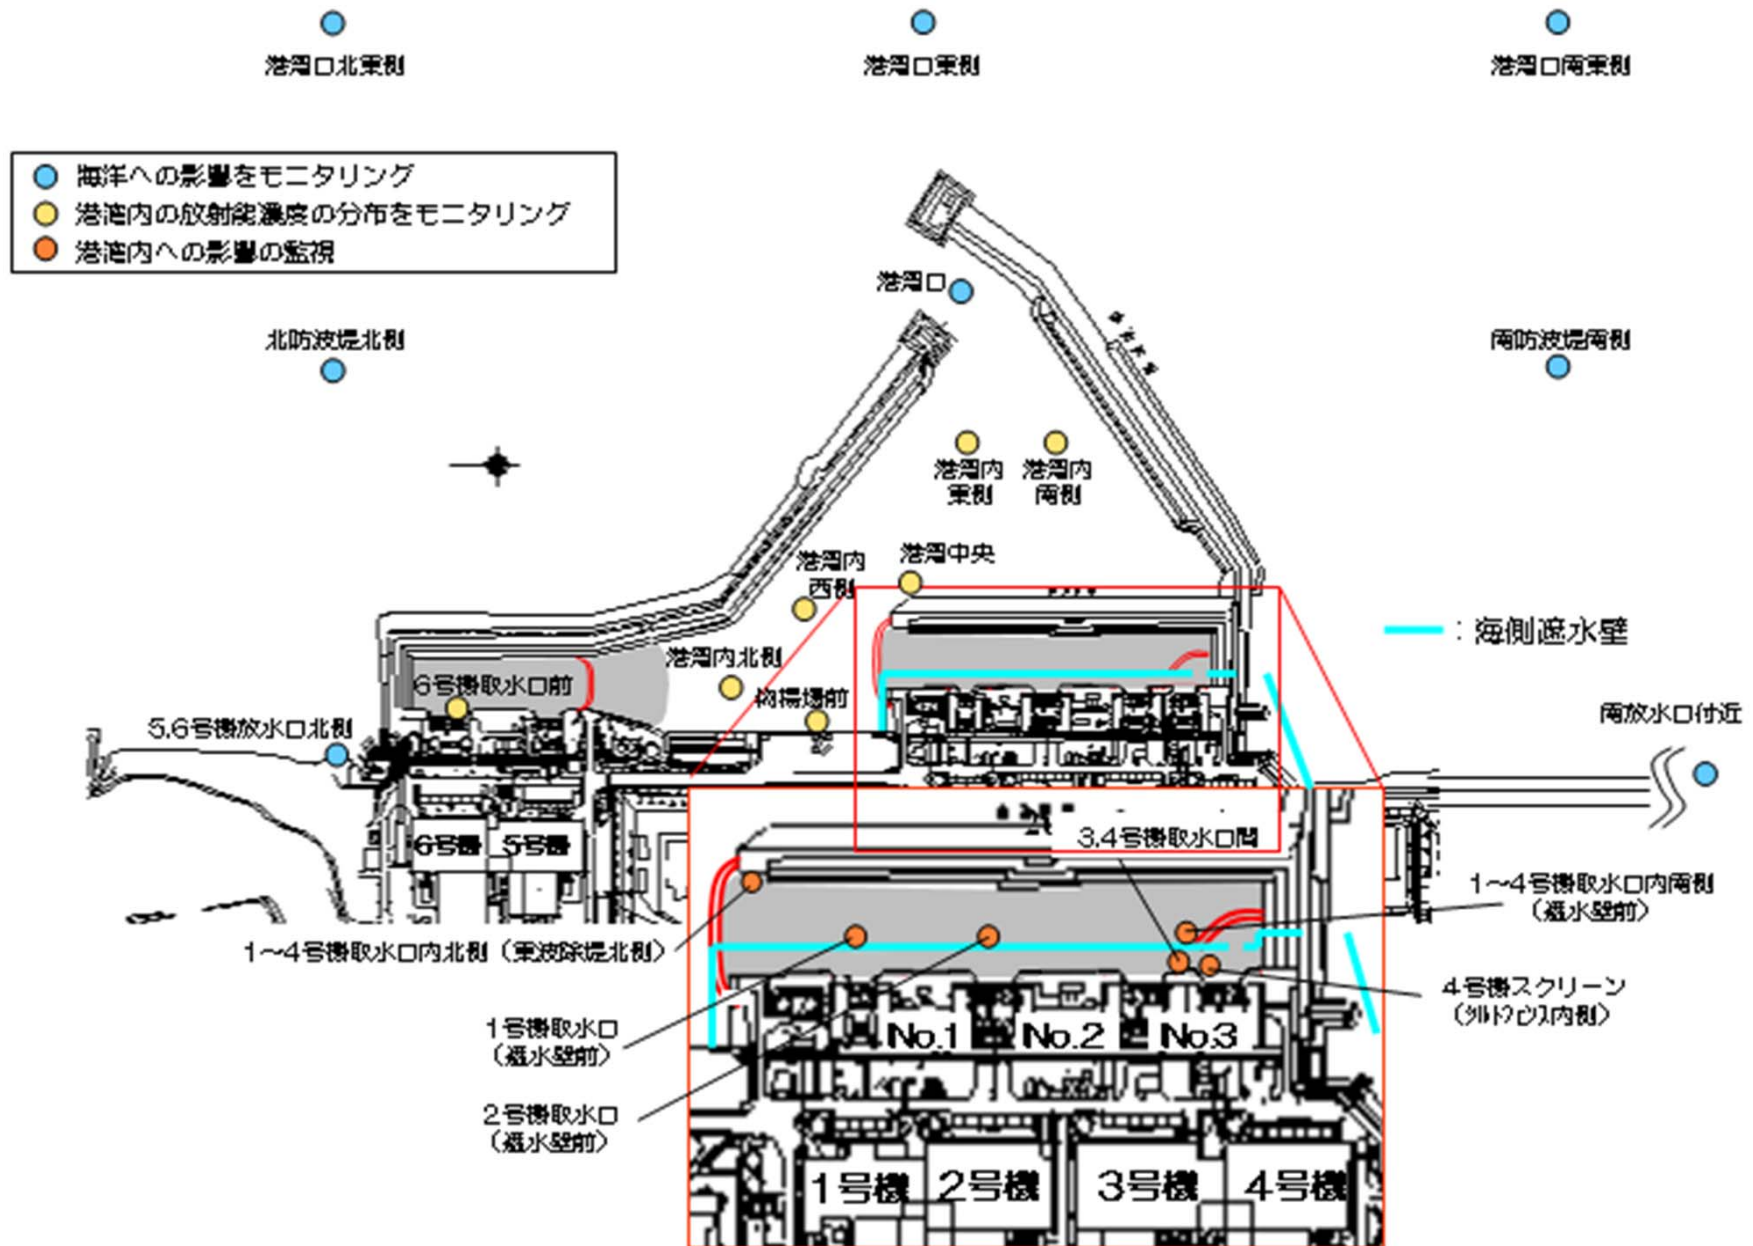 港湾口北東側
港湾口東側
港湾口南東側
海洋への影響をモニタリング
港湾内の放射能濃度の分布をモニタリング
港湾内への影響の監視
港湾口
北防波堤北側
南防波堤南側
港湾内
東側
港湾内
南側
港湾中央
港湾内
西側
：海側遮水壁
港湾内北側
6号機取水口前
物揚場前
5,6号機放水口北側
南放水口付近
6号機
5号機
3,4号機取水口間
1～4号機取水口内南側
（遮水壁前）
1～4号機取水口内北側（東波除堤北側）
4号機スクリーン
（シルトフェンス内側）
1号機取水口
（遮水壁前）
No.1
No.2
No.3
2号機取水口
（遮水壁前）
1号機
2号機
3号機
4号機